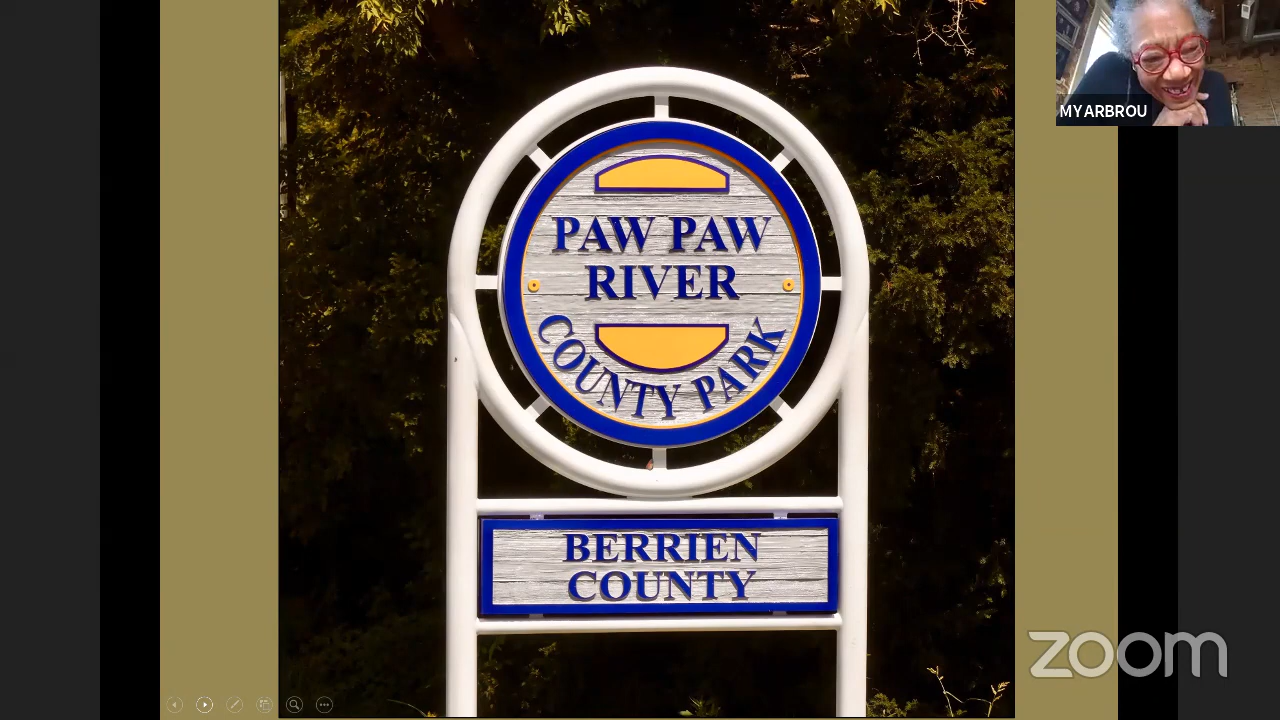 MYARBROU
PAW PAW
RIVER
COUNTY PARK
BERRIEN
COUNTY
zoom